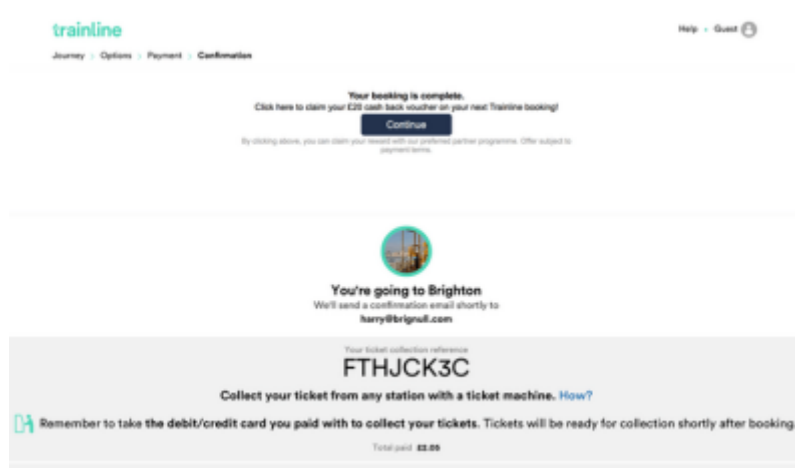 trainline
Help Guest
Journey > Options > Payment > Confirmation
Your booking is complete.
Click here to claim your £20 cash back voucher on your next Trainline booking!
Continue
By clicking above, you can claim your reward with our preferred partner programme. Offer subject to
payment terms.
You're going to Brighton
We'll send a confirmation email shortly to
harry@brignull.com
Your ticket collection reference
FTHJCK3C
Collect your ticket from any station with a ticket machine. How?
Remember to take the debit/credit card you paid with to collect your tickets. Tickets will be ready for collection shortly after booking.
Total paid £2.05